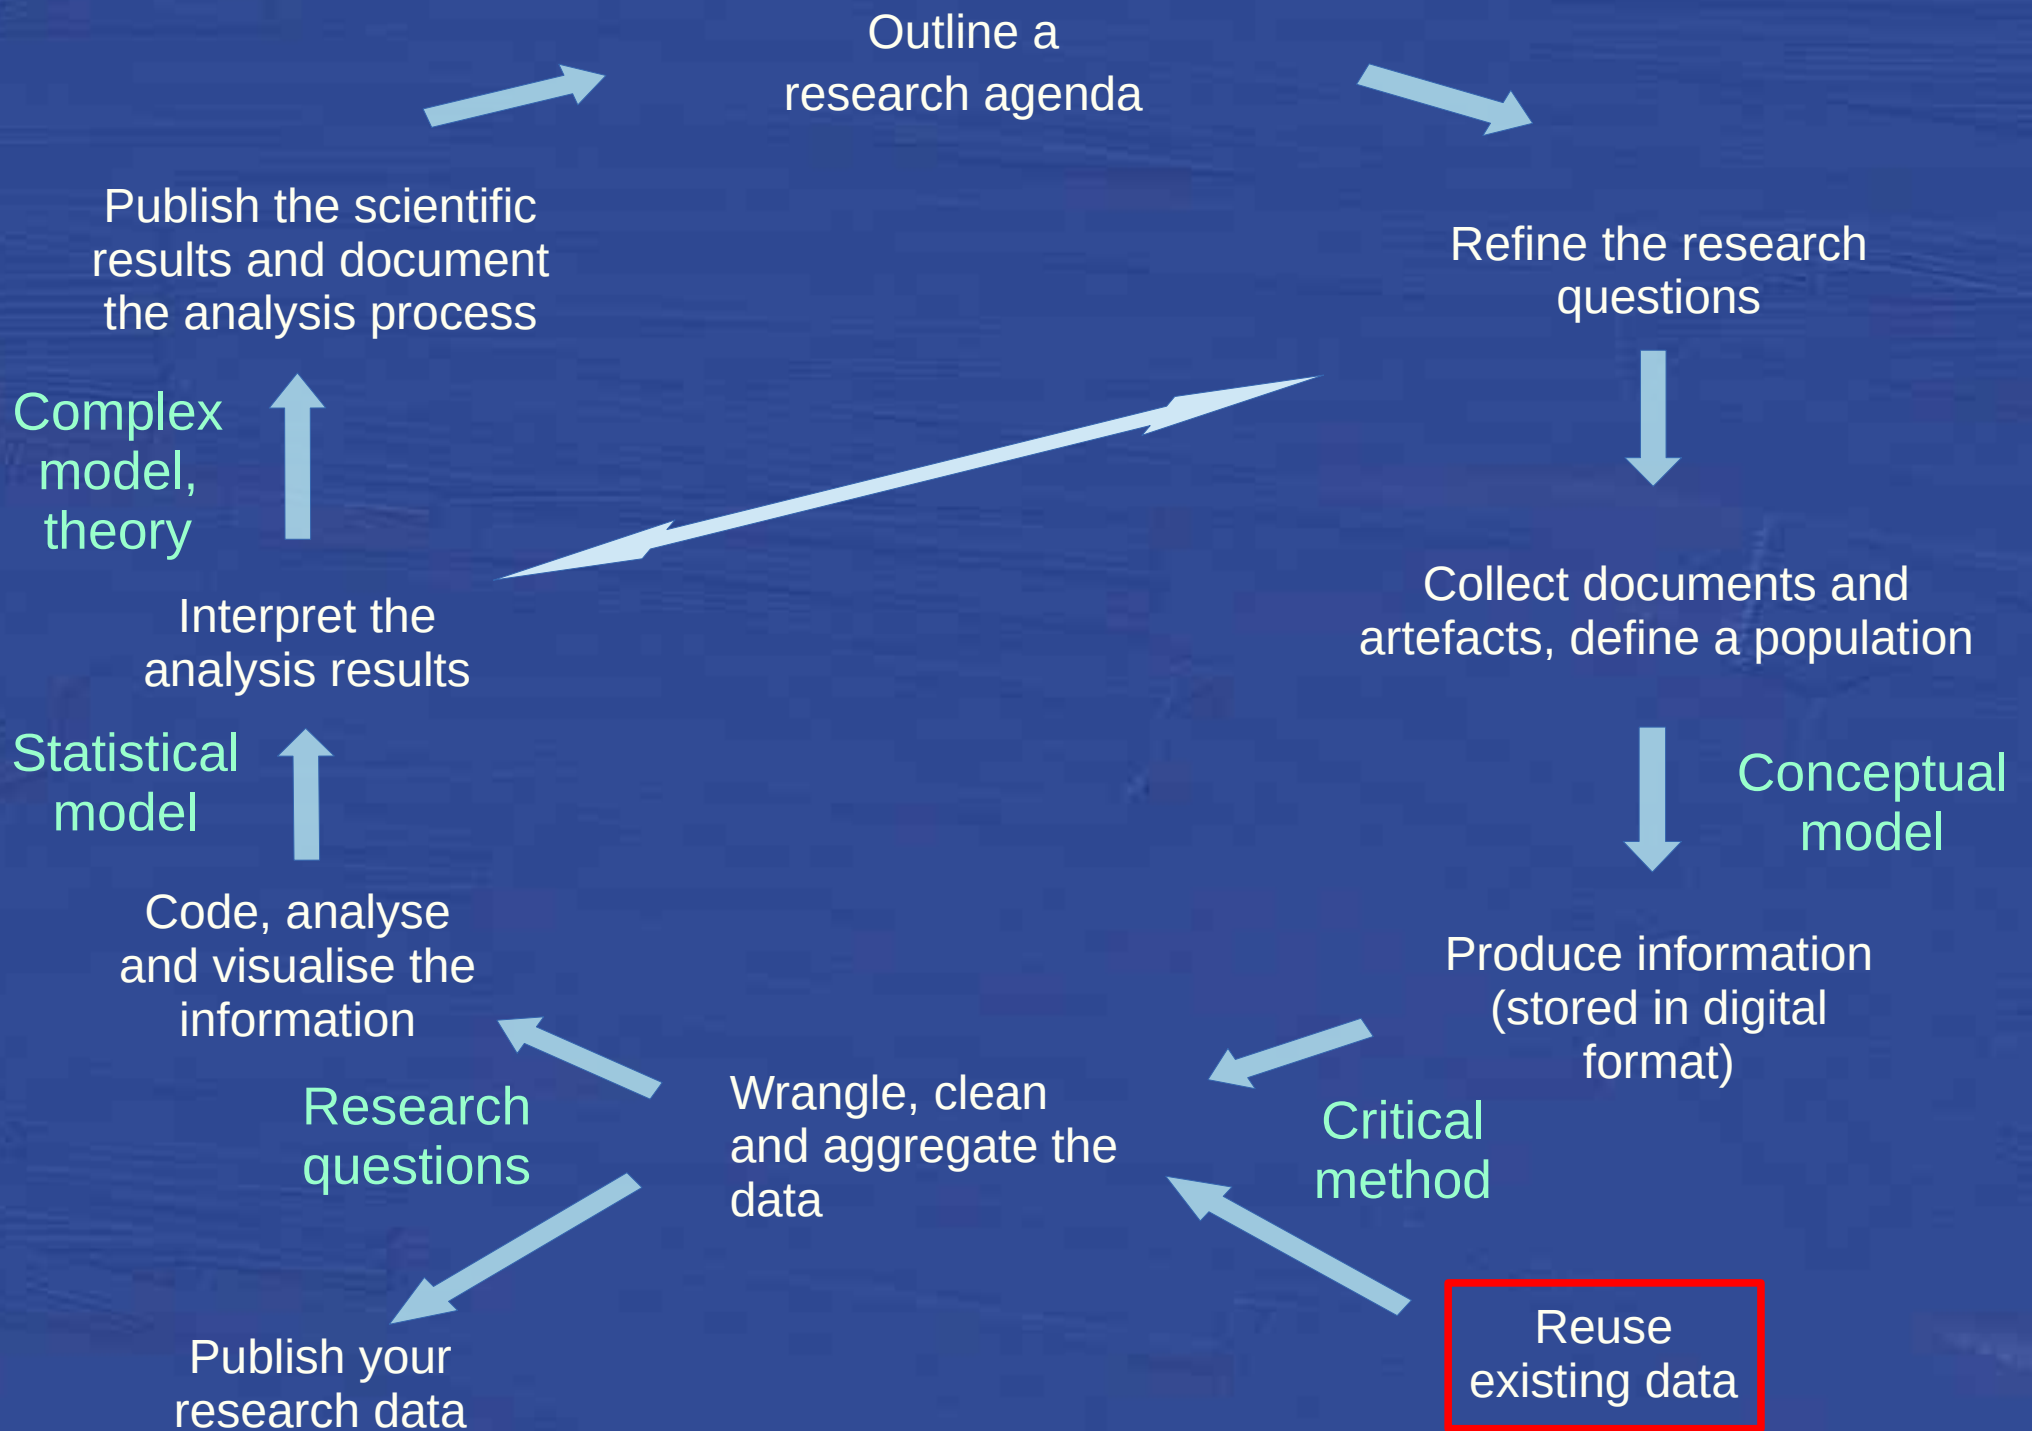 Outline a
research agenda
Publish the scientific
results and document
the analysis process
Refine the research
questions
Complex
model,
theory
Interpret the
analysis results
Collect documents and
artefacts, define a population
Statistical
model
Conceptual
model
Code, analyse
and visualise the
information
Produce information
(stored in digital
format)
Research
questions
Wrangle, clean
and aggregate the
data
Critical
method
Publish your
research data
Reuse
existing data